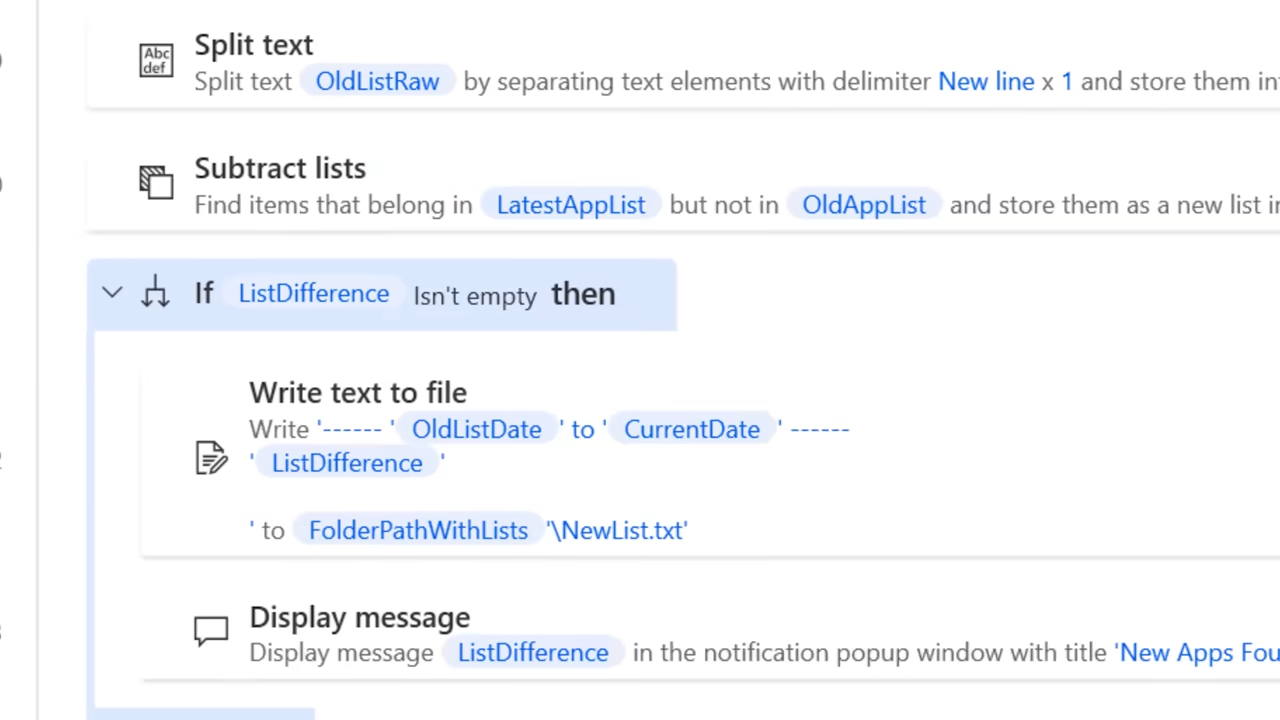 Split text
Abc
def
Split text OldListRaw by separating text elements with delimiter New line x 1 and store them
Subtract lists
Find items that belong in LatestAppList but not in OldAppList and store them as a new list
If ListDifference Isn't empty then
Write text to file
Write '------ ' OldListDate ' to ' CurrentDate ' ------
' ListDifference '
' to FolderPathWithLists '\NewList.txt'
Display message
Display message ListDifference in the notification popup window with title 'New Apps